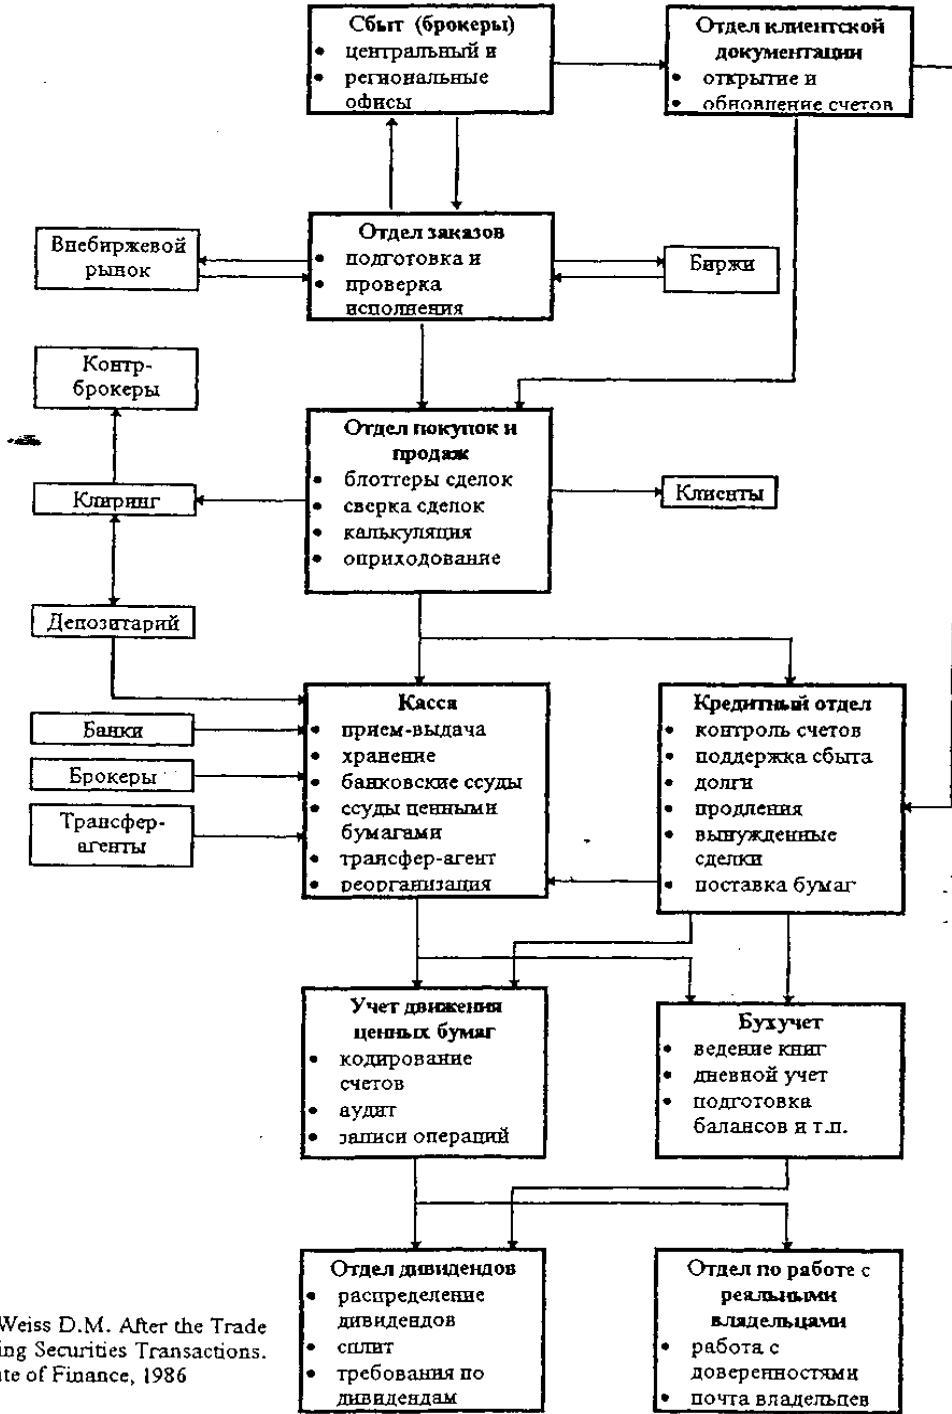 Сбыт (брокеры)
• центральный и
• региональные
офисы
Отдел клиентской
документации
• открытие и
• обновление счетов
Отдел заказов
• подготовка и
• проверка
исполнения
Внебиржевой
рынок
Биржи
Контр-
брокеры
Отдел покупок и
продаж
• блоттеры сделок
• сверка сделок
• калькуляция
• оприходование
Клиринг
Клиенты
Депозитарий
Касса
• прием-выдача
• хранение
• банковские ссуды
• ссуды ценными
бумагами
• трансфер-агент
• реорганизация
Кредитный отдел
• контроль счетов
• поддержка сбыта
• долги
• продления
• вынужденные
сделки
• поставка бумаг
Банки
Брокеры
Трансфер-
агенты
Учет движения
ценных бумаг
• кодирование
счетов
• аудит
• записи операций
Бухучет
• ведение книг
• дневной учет
• подготовка
балансов и т.п.
Отдел дивидендов
• распределение
дивидендов
• сплит
• требования по
дивидендам
Отдел по работе с
реальными
владельцами
• работа с
доверенностями
• почта владельцев
Weiss D.M. After the Trade
ing Securities Transactions.
te of Finance, 1986